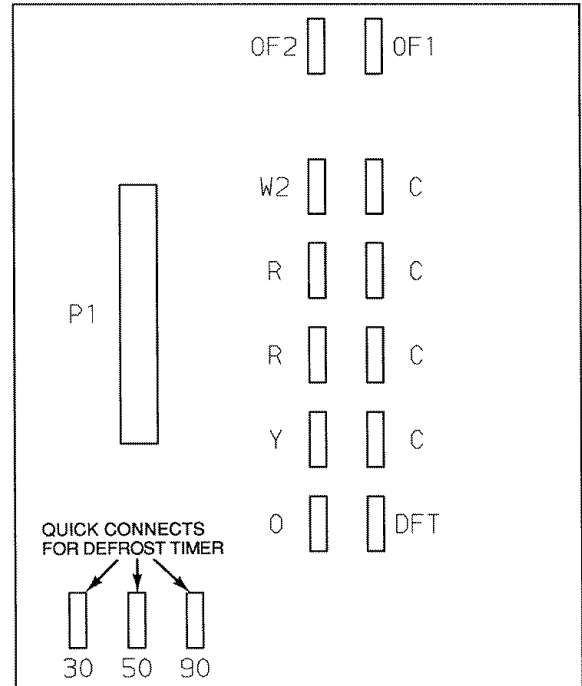 OF2 OF1
W2 C
R C
P1
R C
Y C
O DFT
QUICK CONNECTS
FOR DEFROST TIMER
30 50 90